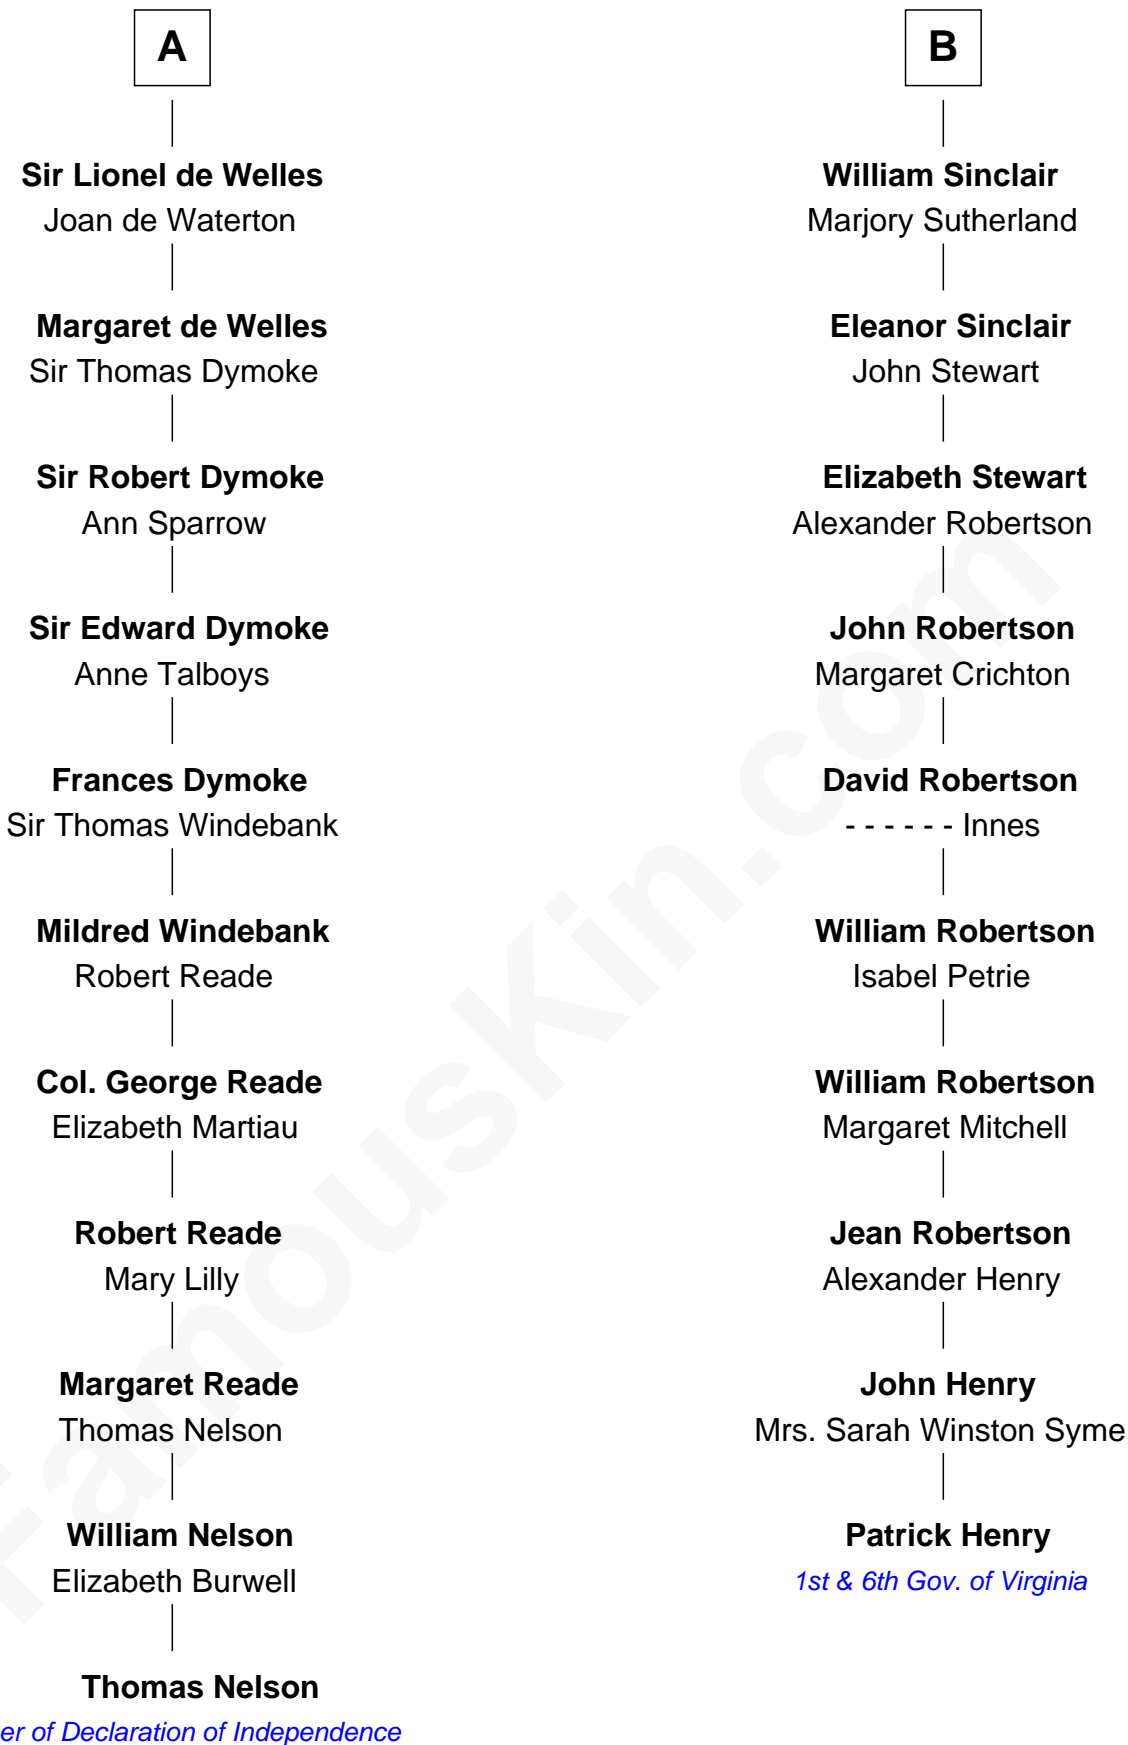 A
Sir Lionel de Welles
Joan de Waterton
Margaret de Welles
Sir Thomas Dymoke
Sir Robert Dymoke
Ann Sparrow
Sir Edward Dymoke
Anne Talboys
Frances Dymoke
Sir Thomas Windebank
Mildred Windebank
Robert Reade
Col. George Reade
Elizabeth Martiau
Robert Reade
Mary Lilly
Margaret Reade
Thomas Nelson
William Nelson
Elizabeth Burwell
Thomas Nelson
er of Declaration of Independence
B
William Sinclair
Marjory Sutherland
Eleanor Sinclair
John Stewart
Elizabeth Stewart
Alexander Robertson
John Robertson
Margaret Crichton
David Robertson
- - - - - - Innes
William Robertson
Isabel Petrie
William Robertson
Margaret Mitchell
Jean Robertson
Alexander Henry
John Henry
Mrs. Sarah Winston Syme
Patrick Henry
1st & 6th Gov. of Virginia
FamousKin.com